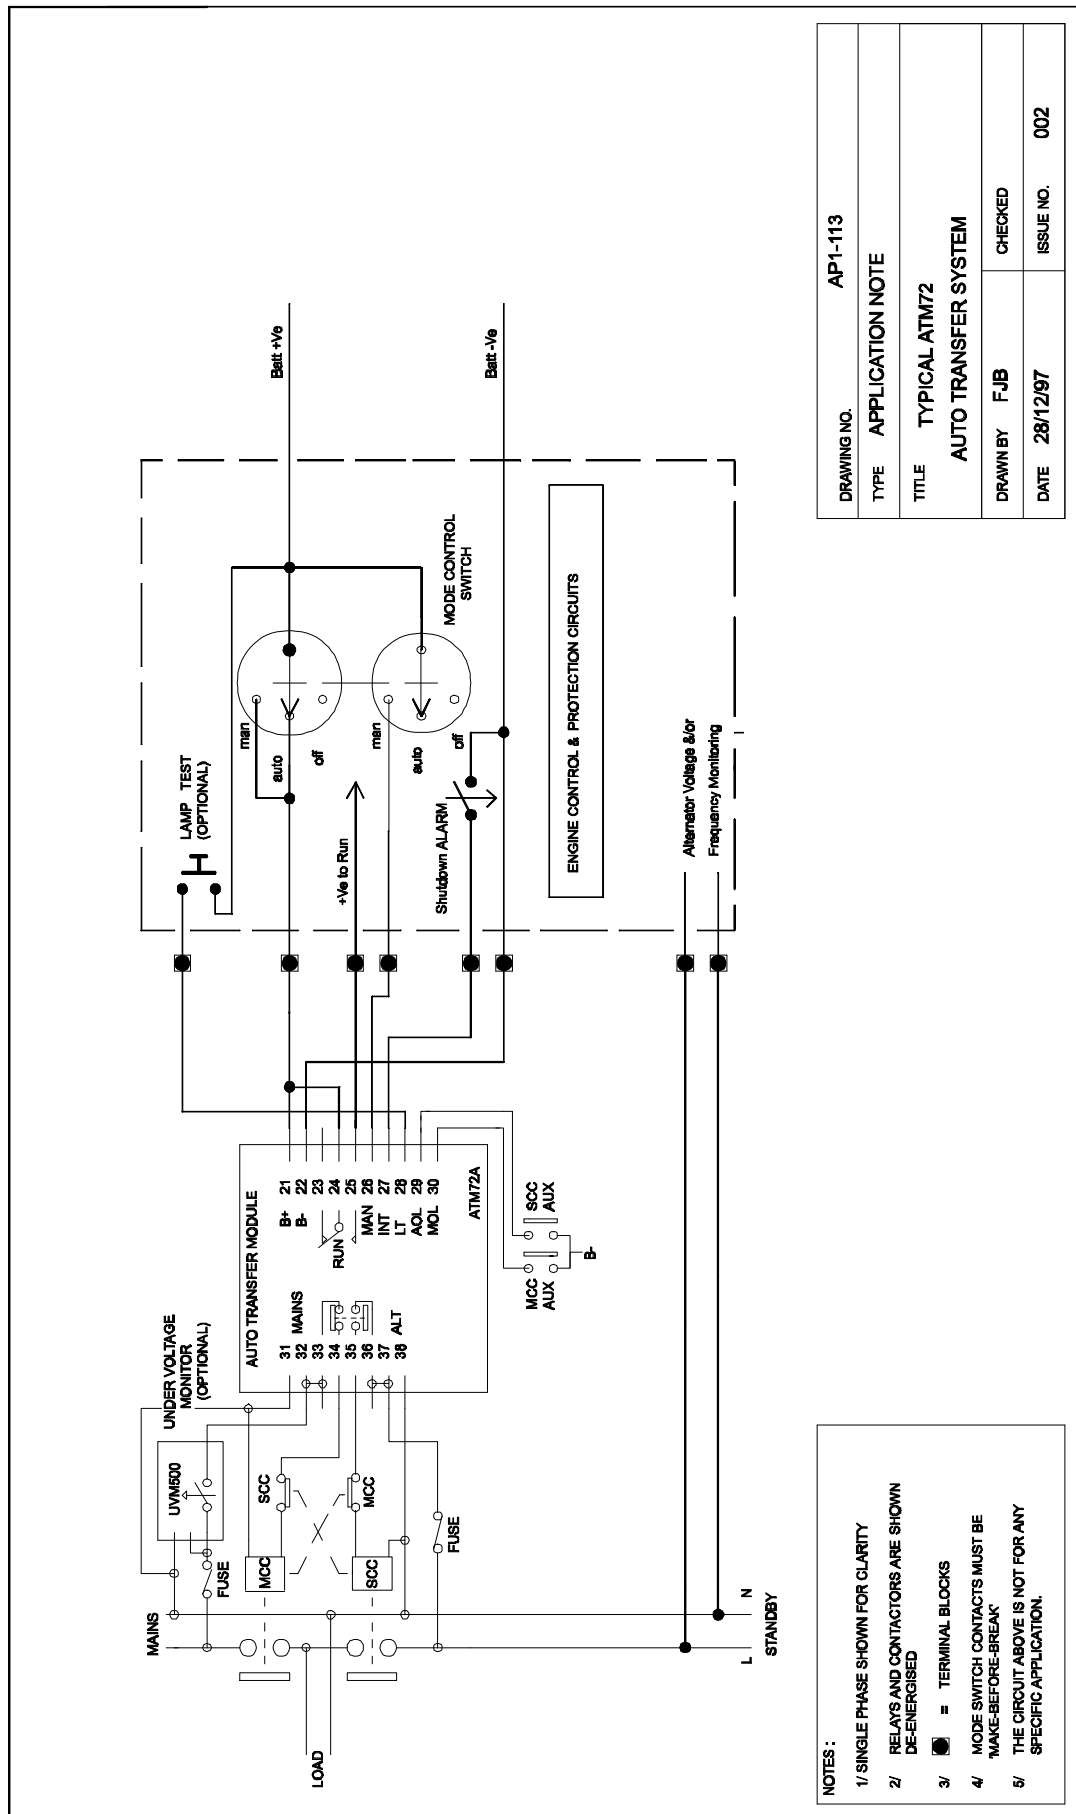 MAINS
LOAD
L
N
STANDBY
FUSE
FUSE
UVM500
UNDER VOLTAGE
MONITOR
(OPTIONAL)
MCC
SCC
SCC
MCC
AUTO TRANSFER MODULE
31
32
33
34
35
36
37
38
MAINS
ALT
B+
B-
RUN
MAN
INT
LT
AOL
MOL
21
22
23
24
25
26
27
28
29
30
ATM72A
MCC
AUX
SCC
AUX
B-
LAMP TEST
(OPTIONAL)
man
auto
off
man
auto
off
+Ve to Run
Shutdown ALARM
MODE CONTROL
SWITCH
ENGINE CONTROL & PROTECTION CIRCUITS
Alternator Voltage &/or
Frequency Monitoring
Batt +Ve
Batt -Ve
NOTES :
1/ SINGLE PHASE SHOWN FOR CLARITY
2/ RELAYS AND CONTACTORS ARE SHOWN
DE-ENERGISED
3/ = TERMINAL BLOCKS
4/ MODE SWITCH CONTACTS MUST BE
'MAKE-BEFORE-BREAK'
5/ THE CIRCUIT ABOVE IS NOT FOR ANY
SPECIFIC APPLICATION.
DRAWING NO. AP1-113
TYPE APPLICATION NOTE
TITLE TYPICAL ATM72
AUTO TRANSFER SYSTEM
DRAWN BY FJB CHECKED
DATE 28/12/97 ISSUE NO. 002